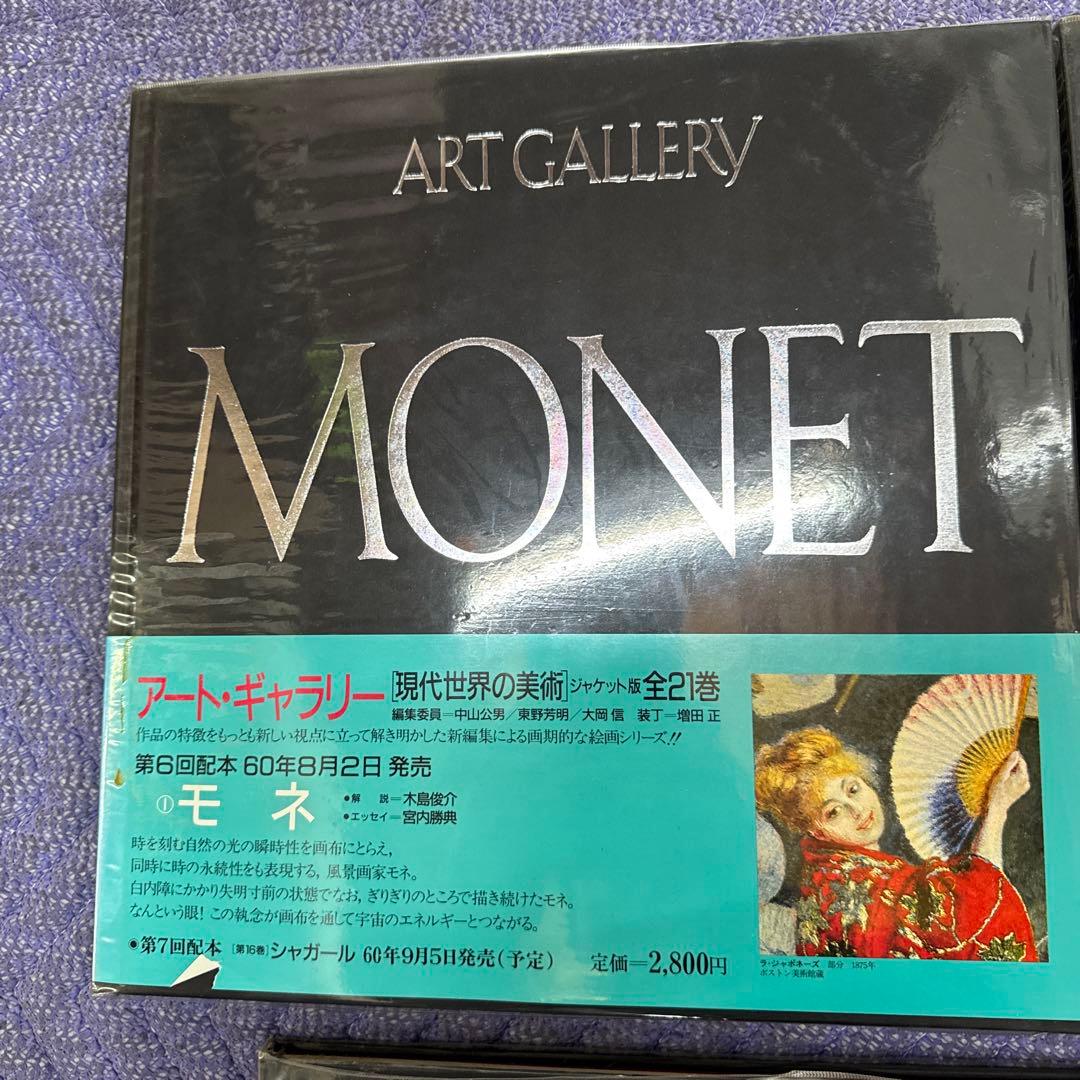 ART GALLERY
MONET
アート・ギャラリー[現代世界の美術]ジャケット版 全21巻
編集委員=中山公男/東野芳明/大岡 信 装丁=増田 正
作品の特徴をもっとも新しい視点に立って解き明かした新編集による画期的な絵画シリーズ!!
第6回配本 60年8月2日 発売
①モネ
●解 説=木島俊介
●エッセイ=宮内勝典
時を刻む自然の光の瞬時性を画布にとらえ,
同時に時の永続性をも表現する, 風景画家モネ。
白内障にかかり失明寸前の状態でなお, ぎりぎりのところで描き続けたモネ。
なんという眼! この執念が画布を通して宇宙のエネルギーとつながる。
●第7回配本 [第16巻]シャガール 60年9月5日発売(予定) 定価=2,800円
ラ・ジャポネーズ 部分 1875年
ボストン美術館蔵